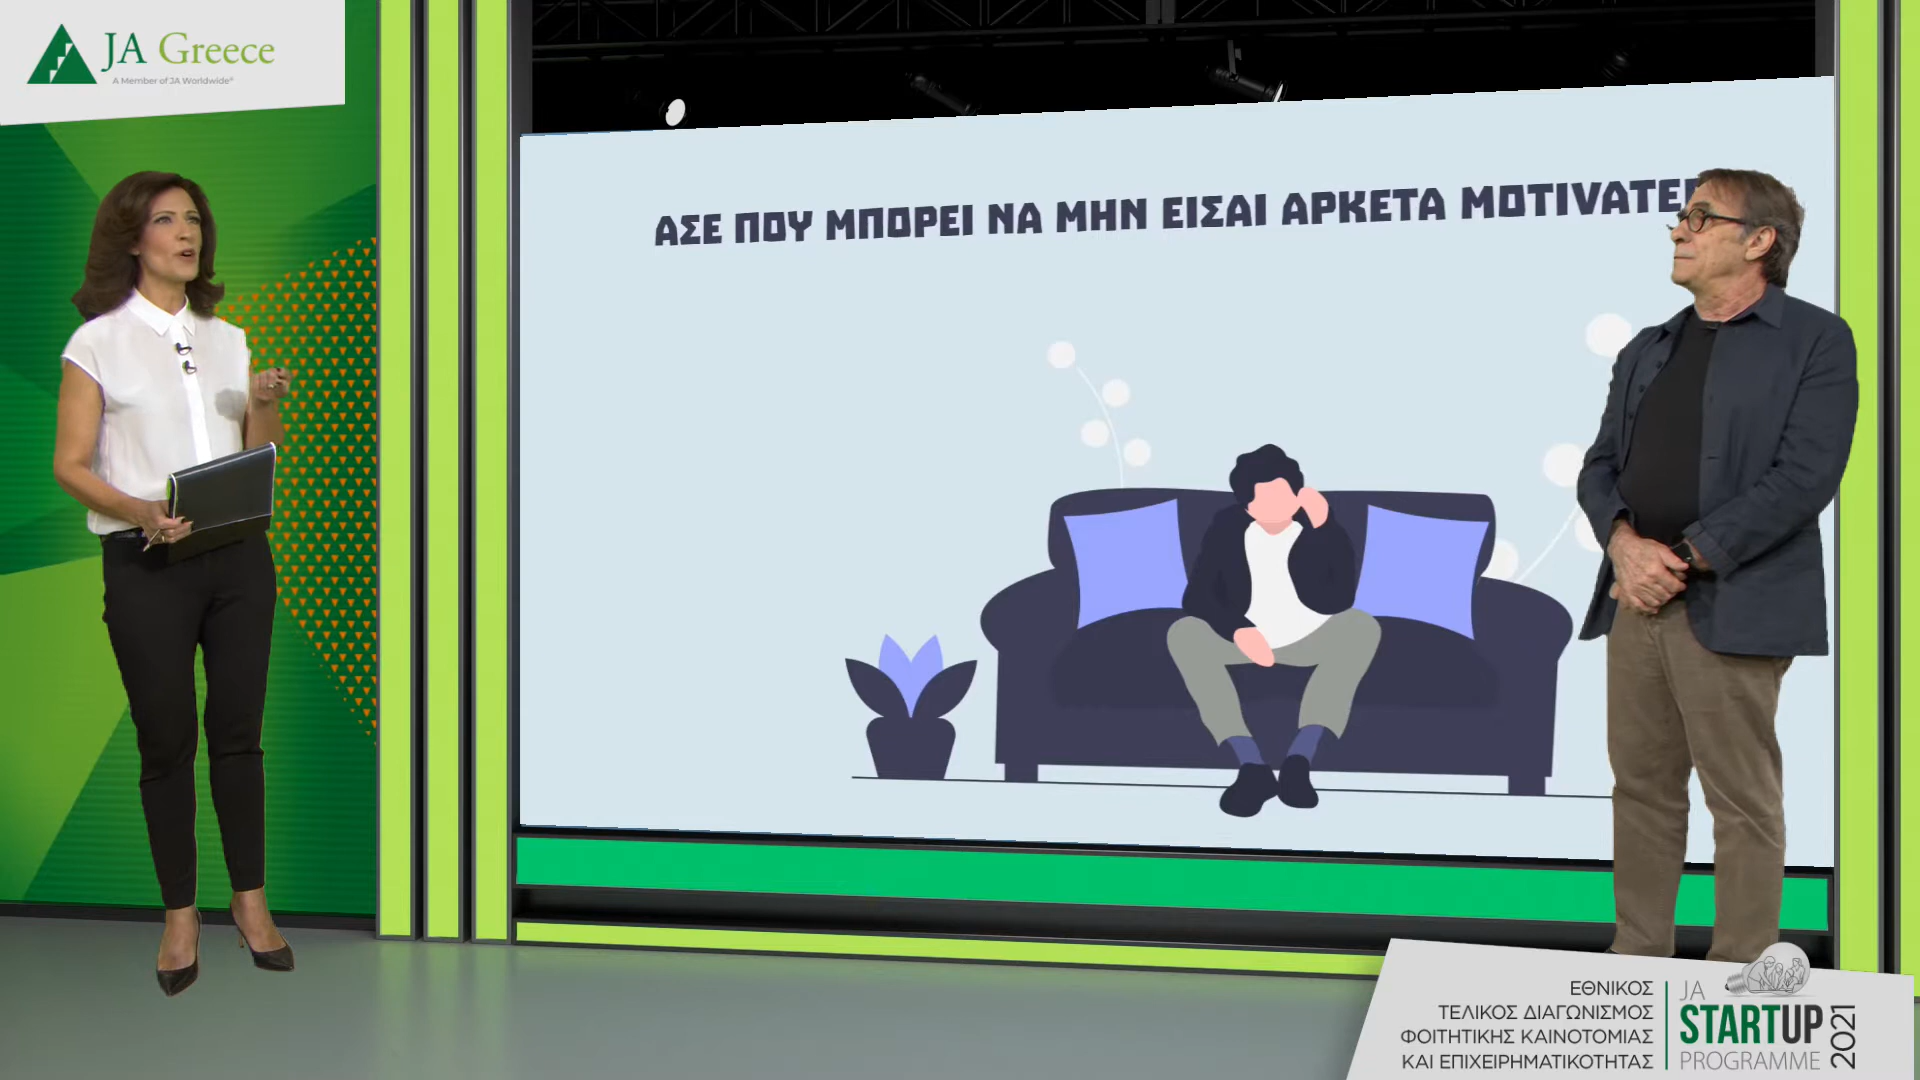 JA Greece
A Member of JA Worldwide®
ΑΣΕ ΠΟΥ ΜΠΟΡΕΙ ΝΑ ΜΗΝ ΕΙΣΑΙ ΑΡΚΕΤΑ
ΕΘΝΙΚΟΣ
ΤΕΛΙΚΟΣ ΔΙΑΓΩΝΙΣΜΟΣ
ΦΟΙΤΗΤΙΚΗΣ ΚΑΙΝΟΤΟΜΙΑΣ
ΚΑΙ ΕΠΙΧΕΙΡΗΜΑΤΙΚΟΤΗΤΑΣ
JA
STARTUP
PROGRAMME
2021